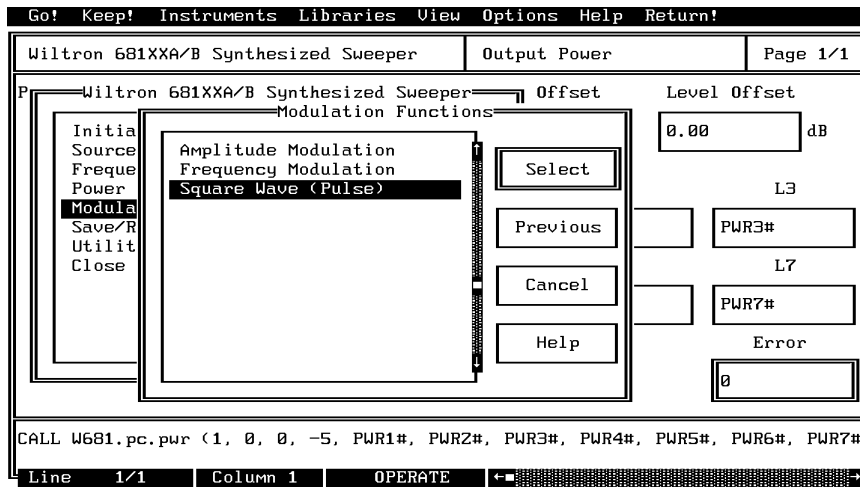 Go! Keep! Instruments Libraries View Options Help Return!
Wiltron 681XXA/B Synthesized Sweeper Output Power Page 1/1
P Wiltron 681XXA/B Synthesized Sweeper Offset Level Offset
Modulation Functions
Initia
Source
Freque
Power
Modula
Save/R
Utilit
Close
Amplitude Modulation
Frequency Modulation
Square Wave (Pulse)
Select
Previous
Cancel
Help
0.00 dB
L3
PWR3#
L7
PWR7#
Error
0
CALL W681.pc.pwr (1, 0, 0, -5, PWR1#, PWR2#, PWR3#, PWR4#, PWR5#, PWR6#, PWR7#
Line 1/1 Column 1 OPERATE